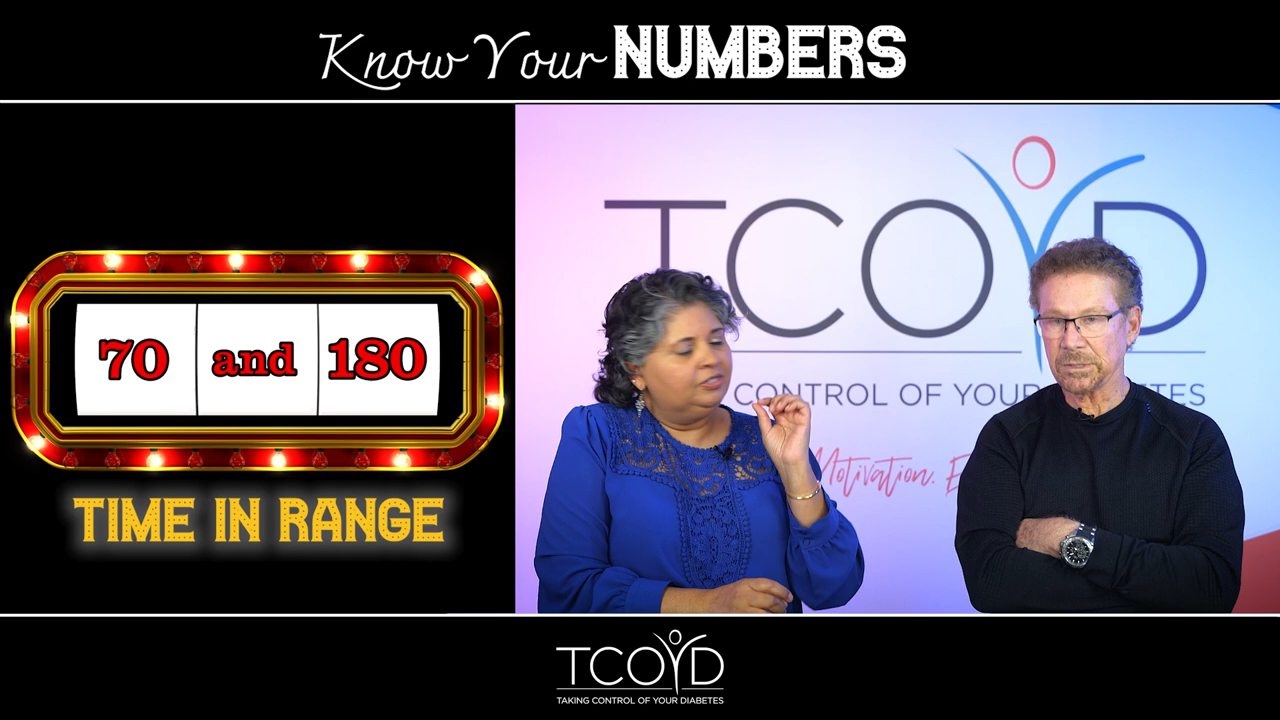 Know Your NUMBERS
70 and 180
TIME IN RANGE
TCOYD
CONTROL OF YOUR DIABETES
Motivation.
TCOYD
TAKING CONTROL OF YOUR DIABETES